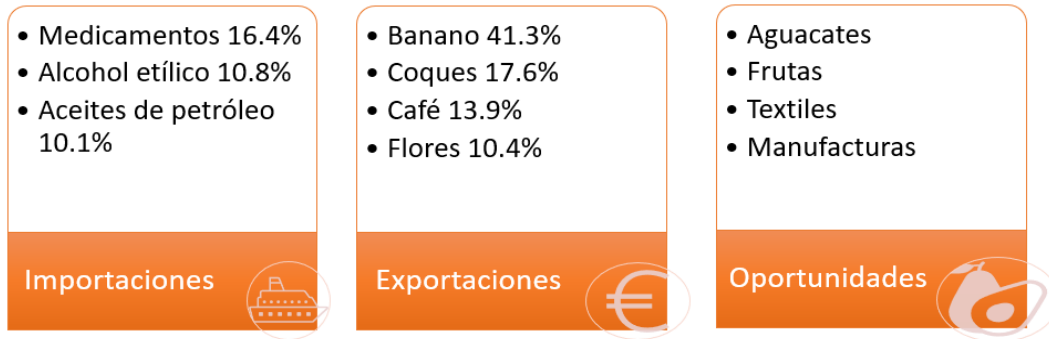 • Medicamentos 16.4%
• Alcohol etílico 10.8%
• Aceites de petróleo
10.1%
Importaciones
• Banano 41.3%
• Coques 17.6%
• Café 13.9%
• Flores 10.4%
Exportaciones
€
• Aguacates
• Frutas
• Textiles
• Manufacturas
Oportunidades